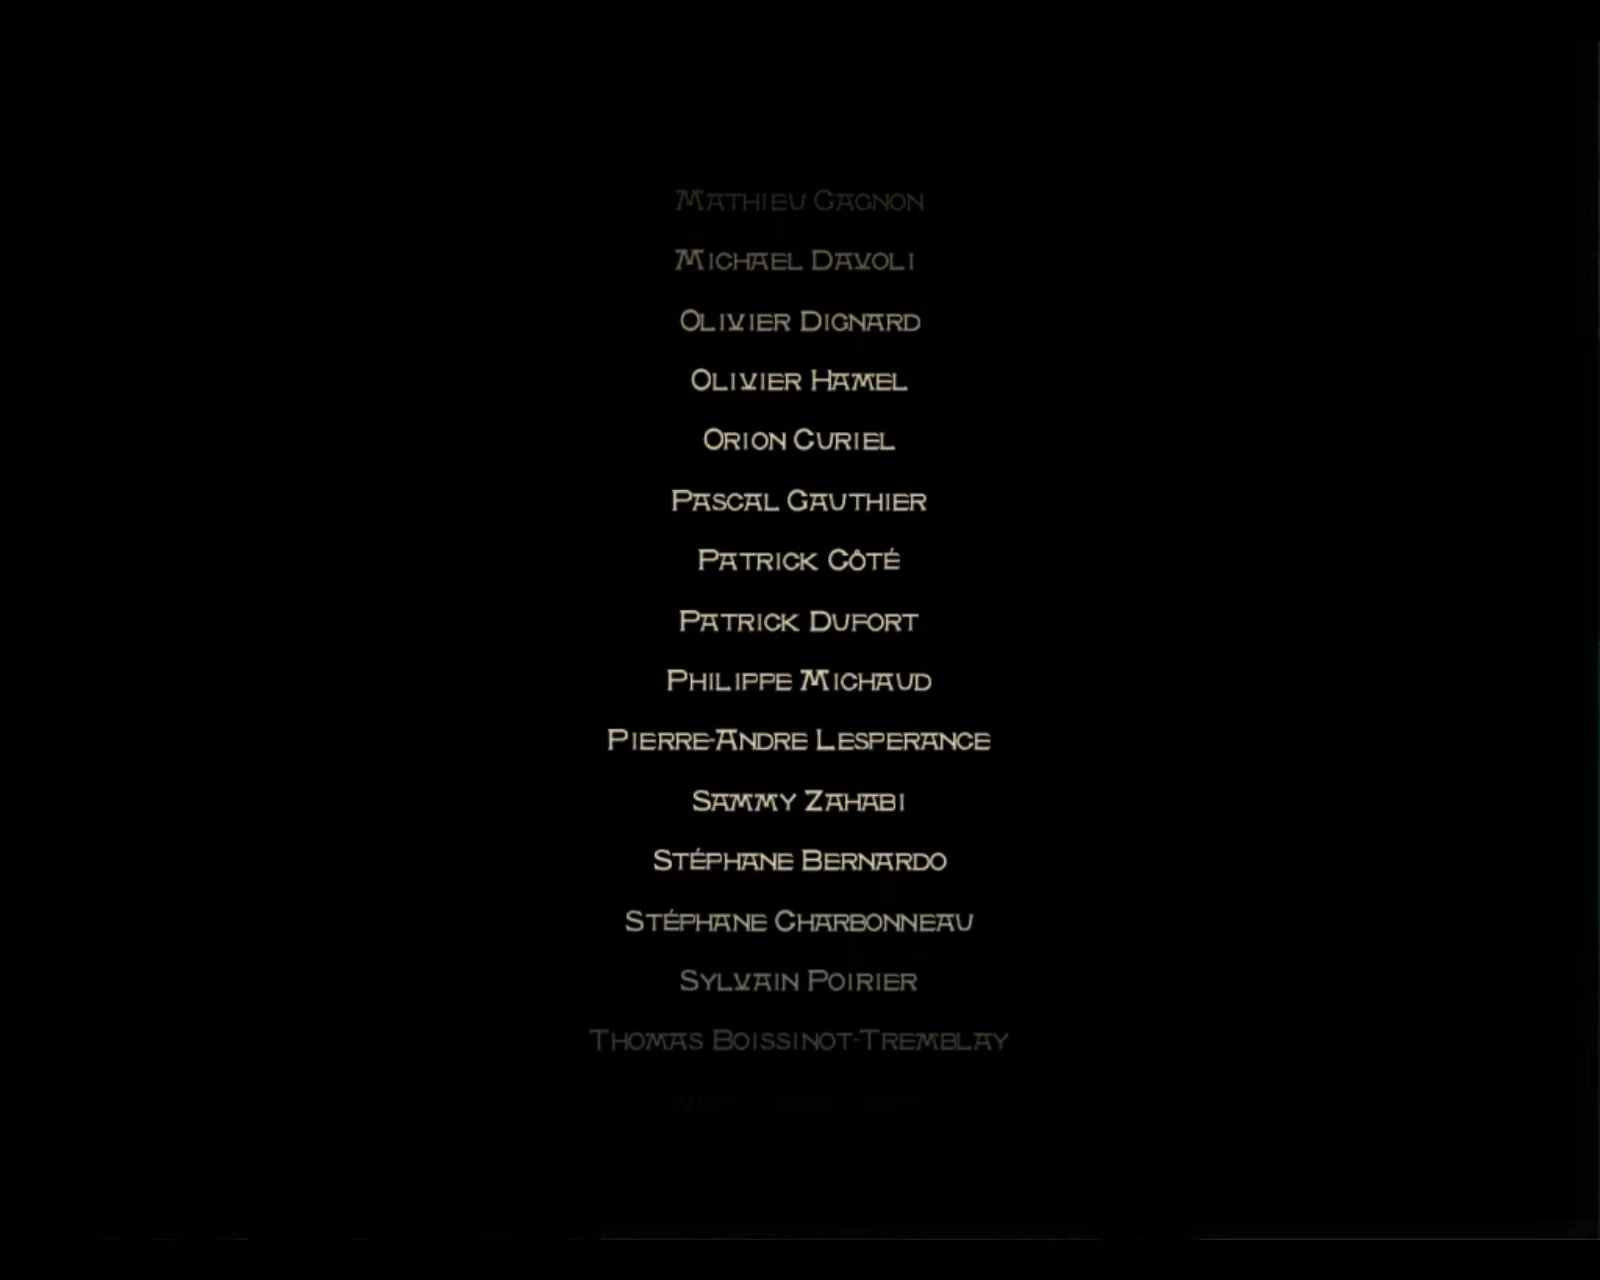 Mathieu Gagnon
Michael Davoli
Olivier Dignard
Olivier Hamel
Orion Curiel
Pascal Gauthier
Patrick Côté
Patrick Dufort
Philippe Michaud
Pierre-Andre Lesperance
Sammy Zahabi
Stéphane Bernardo
Stéphane Charbonneau
Sylvain Poirier
Thomas Boissinot-Tremblay